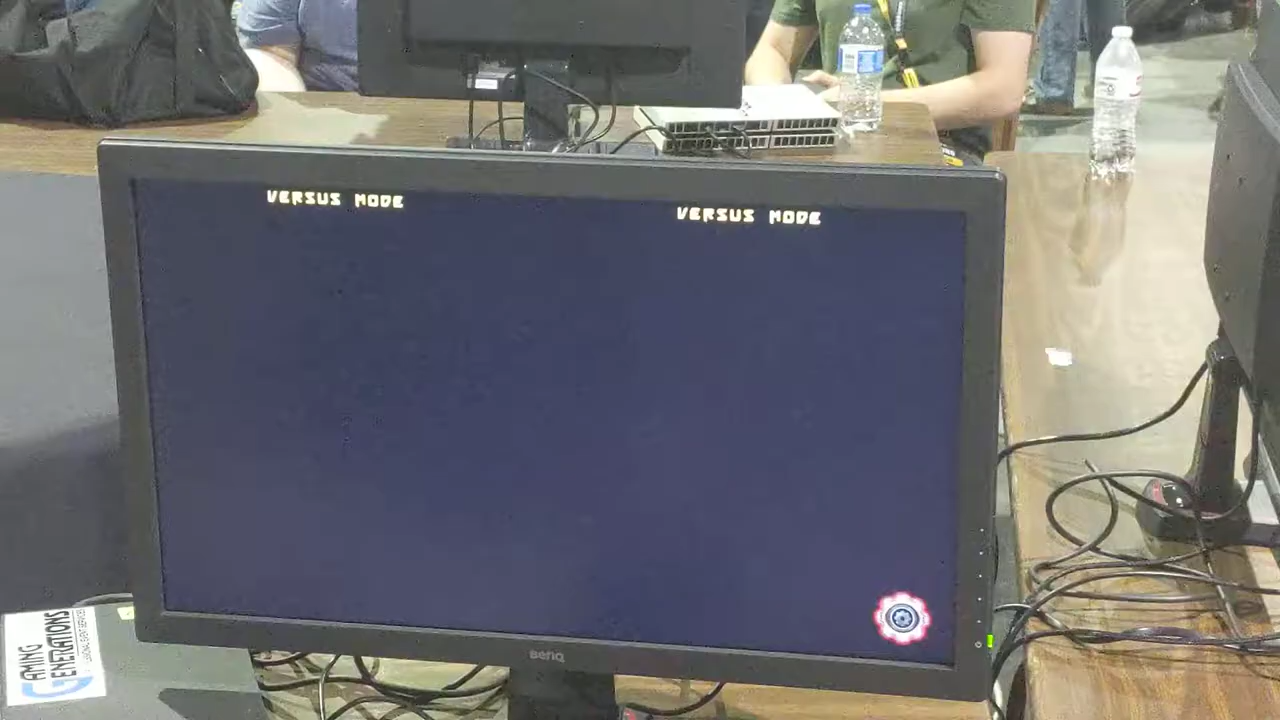 VERSUS MODE
VERSUS MODE
BenQ
GAMING
GENERATIONS